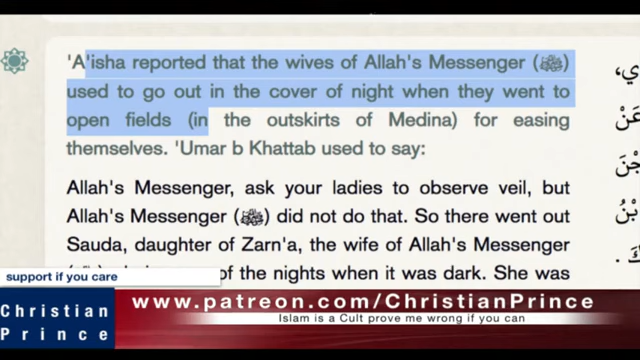 'A'isha reported that the wives of Allah's Messenger (ﷺ)
used to go out in the cover of night when they went to
open fields (in the outskirts of Medina) for easing
themselves. 'Umar b Khattab used to say:
Allah's Messenger, ask your ladies to observe veil, but
Allah's Messenger (ﷺ) did not do that. So there went out
Sauda, daughter of Zarn'a, the wife of Allah's Messenger
of the nights when it was dark. She was
support if you care
Christian
Prince
www.patreon.com/ChristianPrince
Islam is a Cult prove me wrong if you can